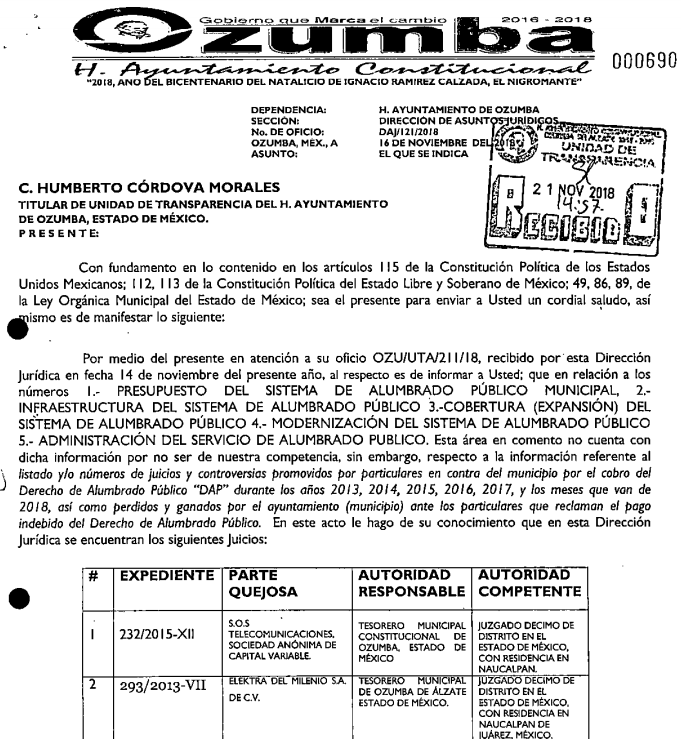 Gobierno que Marca el cambio 2016 - 2018
Ozumba
H. Ayuntamiento Constitucional
"2018, AÑO DEL BICENTENARIO DEL NATALICIO DE IGNACIO RAMIREZ CALZADA, EL NIGROMANTE"
000690
DEPENDENCIA: H. AYUNTAMIENTO DE OZUMBA
SECCIÓN: DIRECCIÓN DE ASUNTOS JURÍDICOS
No. DE OFICIO: DAJ/121/2018
OZUMBA, MEX., A 16 DE NOVIEMBRE DEL 2018
ASUNTO: EL QUE SE INDICA
UNIDAD DE
TRANSPARENCIA
21 NOV 2018
14:57
RECIBIDO
C. HUMBERTO CÓRDOVA MORALES
TITULAR DE UNIDAD DE TRANSPARENCIA DEL H. AYUNTAMIENTO
DE OZUMBA, ESTADO DE MÉXICO.
P R E S E N T E:
Con fundamento en lo contenido en los artículos 115 de la Constitución Política de los Estados
Unidos Mexicanos; 112, 113 de la Constitución Política del Estado Libre y Soberano de México; 49, 86, 89, de
la Ley Orgánica Municipal del Estado de México; sea el presente para enviar a Usted un cordial saludo, así
mismo es de manifestar lo siguiente:
Por medio del presente en atención a su oficio OZU/UTA/211/18, recibido por esta Dirección
Jurídica en fecha 14 de noviembre del presente año, al respecto es de informar a Usted; que en relación a los
números 1.- PRESUPUESTO DEL SISTEMA DE ALUMBRADO PÚBLICO MUNICIPAL, 2.-
INFRAESTRUCTURA DEL SISTEMA DE ALUMBRADO PÚBLICO 3.-COBERTURA (EXPANSIÓN) DEL
SISTEMA DE ALUMBRADO PÚBLICO 4.- MODERNIZACIÓN DEL SISTEMA DE ALUMBRADO PÚBLICO
5.- ADMINISTRACIÓN DEL SERVICIO DE ALUMBRADO PUBLICO. Esta área en comento no cuenta con
dicha información por no ser de nuestra competencia, sin embargo, respecto a la información referente al
listado y/o números de juicios y controversias promovidos por particulares en contra del municipio por el cobro del
Derecho de Alumbrado Público "DAP" durante los años 2013, 2014, 2015, 2016, 2017, y los meses que van de
2018, así como perdidos y ganados por el ayuntamiento (municipio) ante los particulares que reclaman el pago
indebido del Derecho de Alumbrado Público. En este acto le hago de su conocimiento que en esta Dirección
Jurídica se encuentran los siguientes Juicios:
# EXPEDIENTE PARTE QUEJOSA AUTORIDAD RESPONSABLE AUTORIDAD COMPETENTE
1 232/2015-XII
S.O.S
TELECOMUNICACIONES,
SOCIEDAD ANÓNIMA DE
CAPITAL VARIABLE.
TESORERO MUNICIPAL
CONSTITUCIONAL DE
OZUMBA, ESTADO DE
MÉXICO
JUZGADO DECIMO DE
DISTRITO EN EL
ESTADO DE MÉXICO,
CON RESIDENCIA EN
NAUCALPAN.
2 293/2013-VII
ELEKTRA DEL MILENIO S.A.
DE C.V.
TESORERO MUNICIPAL
DE OZUMBA DE ÁLZATE
ESTADO DE MÉXICO.
JUZGADO DECIMO DE
DISTRITO EN EL
ESTADO DE MÉXICO,
CON RESIDENCIA EN
NAUCALPAN DE
JUÁREZ, MÉXICO.